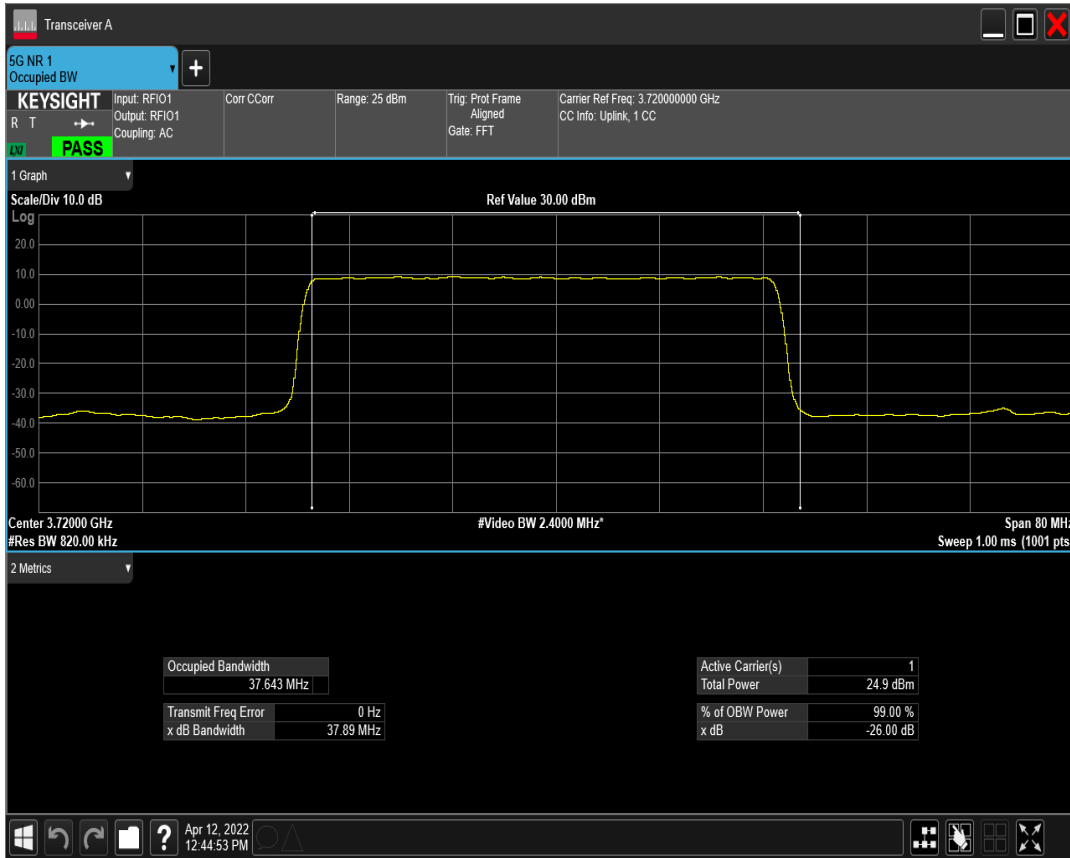 Transceiver A
5G NR 1
Occupied BW
+
KEYSIGHT
R T
LXI
PASS
Input: RFIO1
Output: RFIO1
Coupling: AC
Corr CCorr
Range: 25 dBm
Trig: Prot Frame
Aligned
Gate: FFT
Carrier Ref Freq: 3.720000000 GHz
CC Info: Uplink, 1 CC
1 Graph
Scale/Div 10.0 dB
Ref Value 30.00 dBm
Log
20.0
10.0
0.00
-10.0
-20.0
-30.0
-40.0
-50.0
-60.0
Center 3.72000 GHz
#Video BW 2.4000 MHz*
Span 80 MHz
#Res BW 820.00 kHz
Sweep 1.00 ms (1001 pts
2 Metrics
Occupied Bandwidth
37.643 MHz
Transmit Freq Error 0 Hz
x dB Bandwidth 37.89 MHz
Active Carrier(s) 1
Total Power 24.9 dBm
% of OBW Power 99.00 %
x dB -26.00 dB
?
Apr 12, 2022
12:44:53 PM